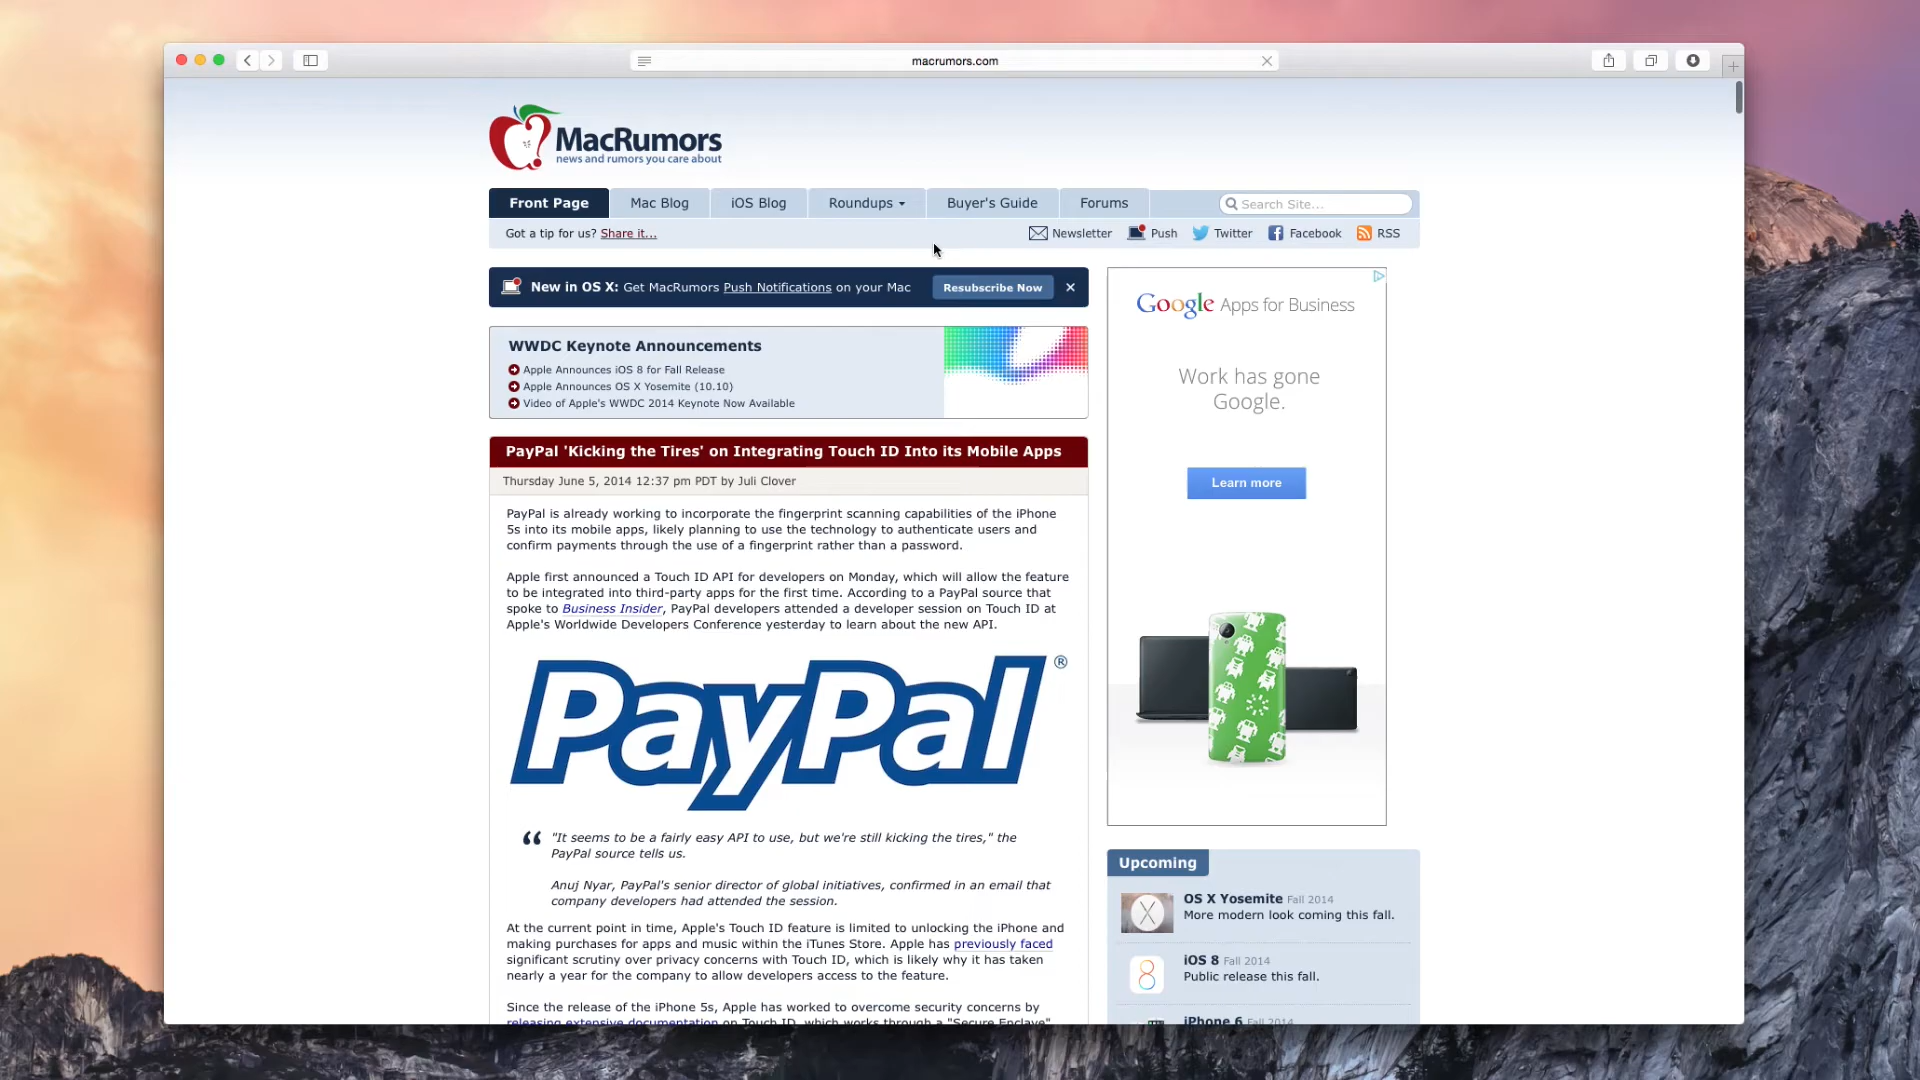 macrumors.com
MacRumors
news and rumors you care about
Front Page
Mac Blog
iOS Blog
Roundups
Buyer's Guide
Forums
Search Site...
Got a tip for us? Share it...
Newsletter
Push
Twitter
Facebook
RSS
New in OS X: Get MacRumors Push Notifications on your Mac
Resubscribe Now
WWDC Keynote Announcements
Apple Announces iOS 8 for Fall Release
Apple Announces OS X Yosemite (10.10)
Video of Apple's WWDC 2014 Keynote Now Available
PayPal 'Kicking the Tires' on Integrating Touch ID Into its Mobile Apps
Thursday June 5, 2014 12:37 pm PDT by Juli Clover
PayPal is already working to incorporate the fingerprint scanning capabilities of the iPhone
5s into its mobile apps, likely planning to use the technology to authenticate users and
confirm payments through the use of a fingerprint rather than a password.
Apple first announced a Touch ID API for developers on Monday, which will allow the feature
to be integrated into third-party apps for the first time. According to a PayPal source that
spoke to Business Insider, PayPal developers attended a developer session on Touch ID at
Apple's Worldwide Developers Conference yesterday to learn about the new API.
PayPal®
"It seems to be a fairly easy API to use, but we're still kicking the tires," the
PayPal source tells us.
Anuj Nyar, PayPal's senior director of global initiatives, confirmed in an email that
company developers had attended the session.
At the current point in time, Apple's Touch ID feature is limited to unlocking the iPhone and
making purchases for apps and music within the iTunes Store. Apple has previously faced
significant scrutiny over privacy concerns with Touch ID, which is likely why it has taken
nearly a year for the company to allow developers access to the feature.
Since the release of the iPhone 5s, Apple has worked to overcome security concerns by
releasing extensive documentation on Touch ID, which works through a "Secure Enclave"
Google Apps for Business
Work has gone
Google.
Learn more
Upcoming
OS X Yosemite Fall 2014
More modern look coming this fall.
iOS 8 Fall 2014
Public release this fall.
iPhone 6 Fall 2014